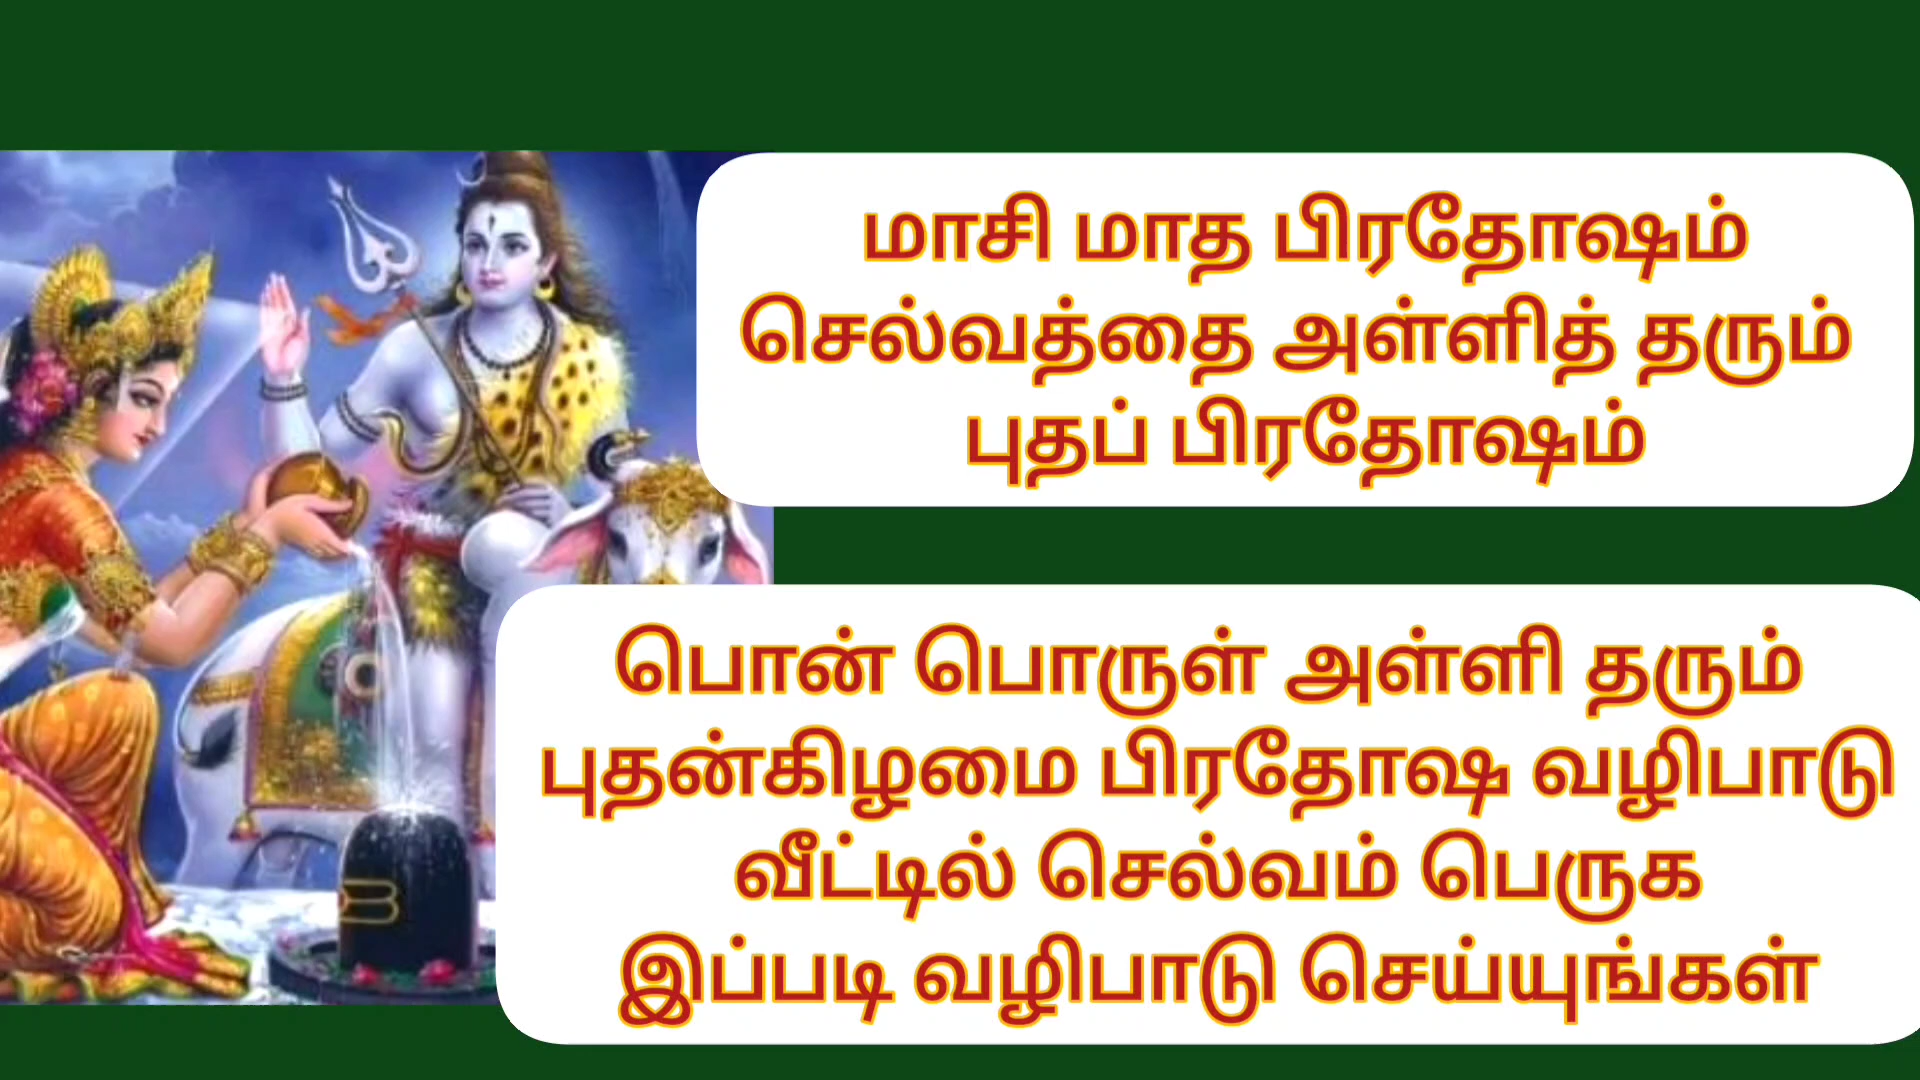 மாசி மாத பிரதோஷம்
செல்வத்தை அள்ளித் தரும்
புதப் பிரதோஷம்
பொன் பொருள் அள்ளி தரும்
புதன்கிழமை பிரதோஷ வழிபாடு
வீட்டில் செல்வம் பெருக
இப்படி வழிபாடு செய்யுங்கள்